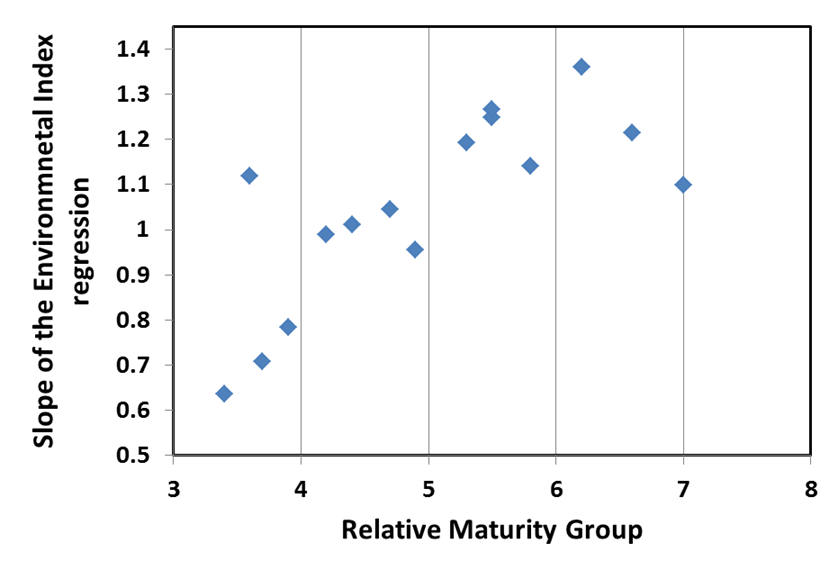 Slope of the Environmnetal Index
regression
1.4
1.3
1.2
1.1
1
0.9
0.8
0.7
0.6
0.5
3 4 5 6 7 8
Relative Maturity Group